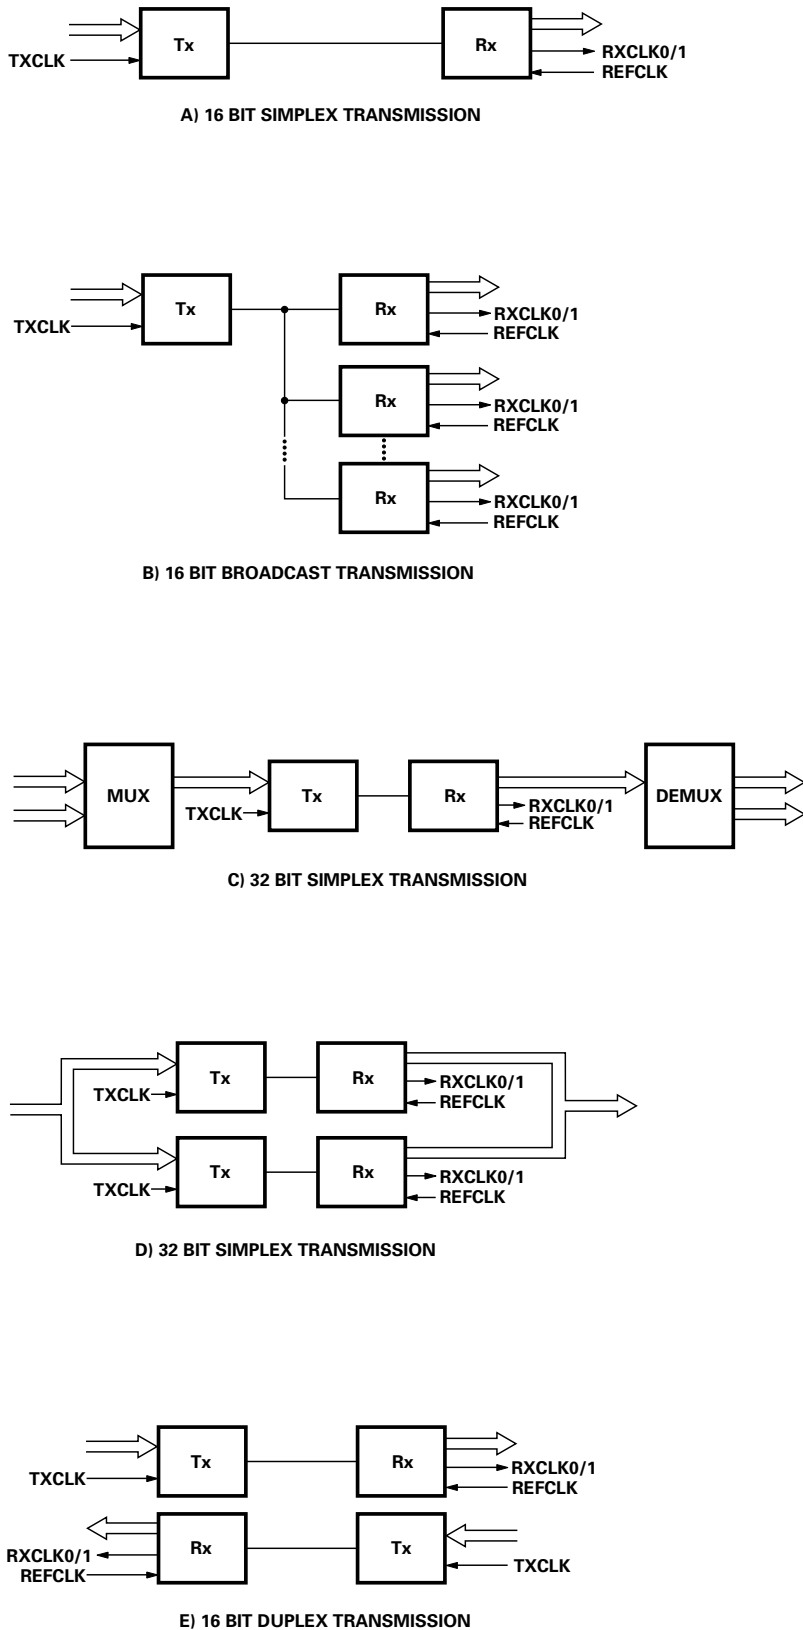 Tx
Rx
TXCLK
RXCLK0/1
REFCLK
A) 16 BIT SIMPLEX TRANSMISSION
Tx
Rx
TXCLK
RXCLK0/1
REFCLK
Rx
RXCLK0/1
REFCLK
Rx
RXCLK0/1
REFCLK
B) 16 BIT BROADCAST TRANSMISSION
MUX
Tx
Rx
DEMUX
TXCLK
RXCLK0/1
REFCLK
C) 32 BIT SIMPLEX TRANSMISSION
Tx
Rx
TXCLK
RXCLK0/1
REFCLK
Tx
Rx
TXCLK
RXCLK0/1
REFCLK
D) 32 BIT SIMPLEX TRANSMISSION
Tx
Rx
TXCLK
RXCLK0/1
REFCLK
Rx
Tx
RXCLK0/1
REFCLK
TXCLK
E) 16 BIT DUPLEX TRANSMISSION